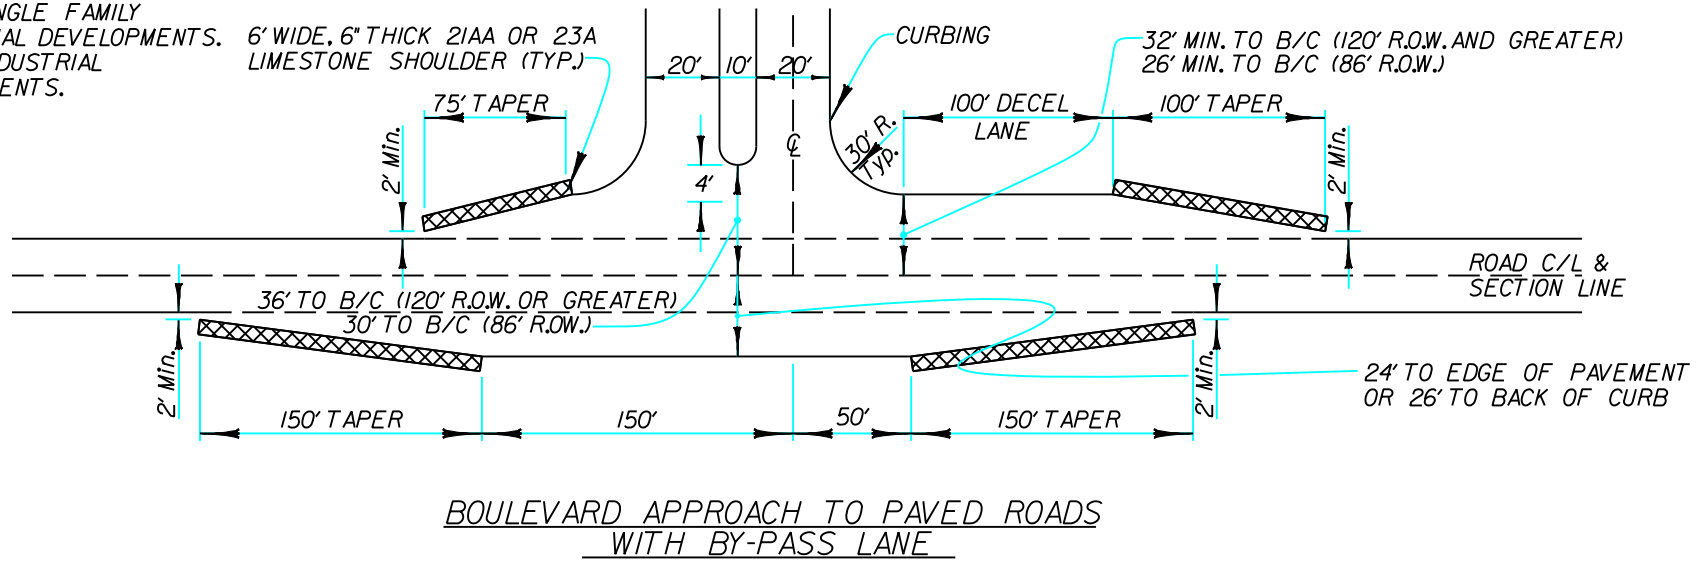 NGLE FAMILY
AL DEVELOPMENTS.
DUSTRIAL
ENTS.
6' WIDE, 6" THICK 21AA OR 23A
LIMESTONE SHOULDER (TYP.)
CURBING
32' MIN. TO B/C (120' R.O.W. AND GREATER)
26' MIN. TO B/C (86' R.O.W.)
20'
10'
20'
75' TAPER
100' DECEL
LANE
100' TAPER
2' Min.
4'
℄
30' R.
Typ.
2' Min.
ROAD C/L &
SECTION LINE
36' TO B/C (120' R.O.W. OR GREATER)
30' TO B/C (86' R.O.W.)
2' Min.
2' Min.
24' TO EDGE OF PAVEMENT
OR 26' TO BACK OF CURB
150' TAPER
150'
50'
150' TAPER
BOULEVARD APPROACH TO PAVED ROADS
WITH BY-PASS LANE